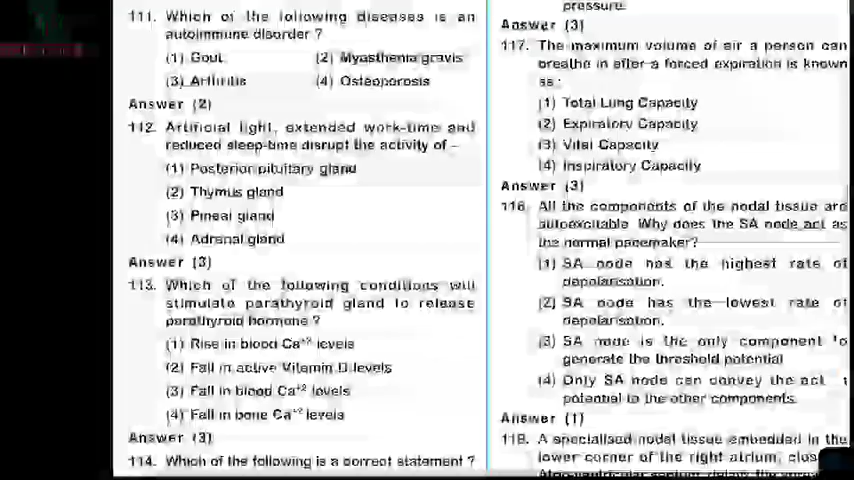 111. Which of the following diseases is an
autoimmune disorder ?
(1) Gout (2) Myasthenia gravis
(3) Arthritis (4) Osteoporosis
Answer (2)
112. Artificial light, extended work-time and
reduced sleep-time disrupt the activity of –
(1) Posterior pituitary gland
(2) Thymus gland
(3) Pineal gland
(4) Adrenal gland
Answer (3)
113. Which of the following conditions will
stimulate parathyroid gland to release
parathyroid hormone ?
(1) Rise in blood Ca+2 levels
(2) Fall in active Vitamin D levels
(3) Fall in blood Ca+2 levels
(4) Fall in bone Ca+2 levels
Answer (3)
114. Which of the following is a correct statement ?
pressure.
Answer (3)
117. The maximum volume of air a person can
breathe in after a forced expiration is known
as :
(1) Total Lung Capacity
(2) Expiratory Capacity
(3) Vital Capacity
(4) Inspiratory Capacity
Answer (3)
118. All the components of the nodal tissue are
autoexcitable. Why does the SA node act as
the normal pacemaker?
(1) SA node has the highest rate of
depolarisation.
(2) SA node has the lowest rate of
depolarisation.
(3) SA node is the only component to
generate the threshold potential
(4) Only SA node can convey the act
potential to the other components.
Answer (1)
119. A specialised nodal tissue embedded in the
lower corner of the right atrium, clos